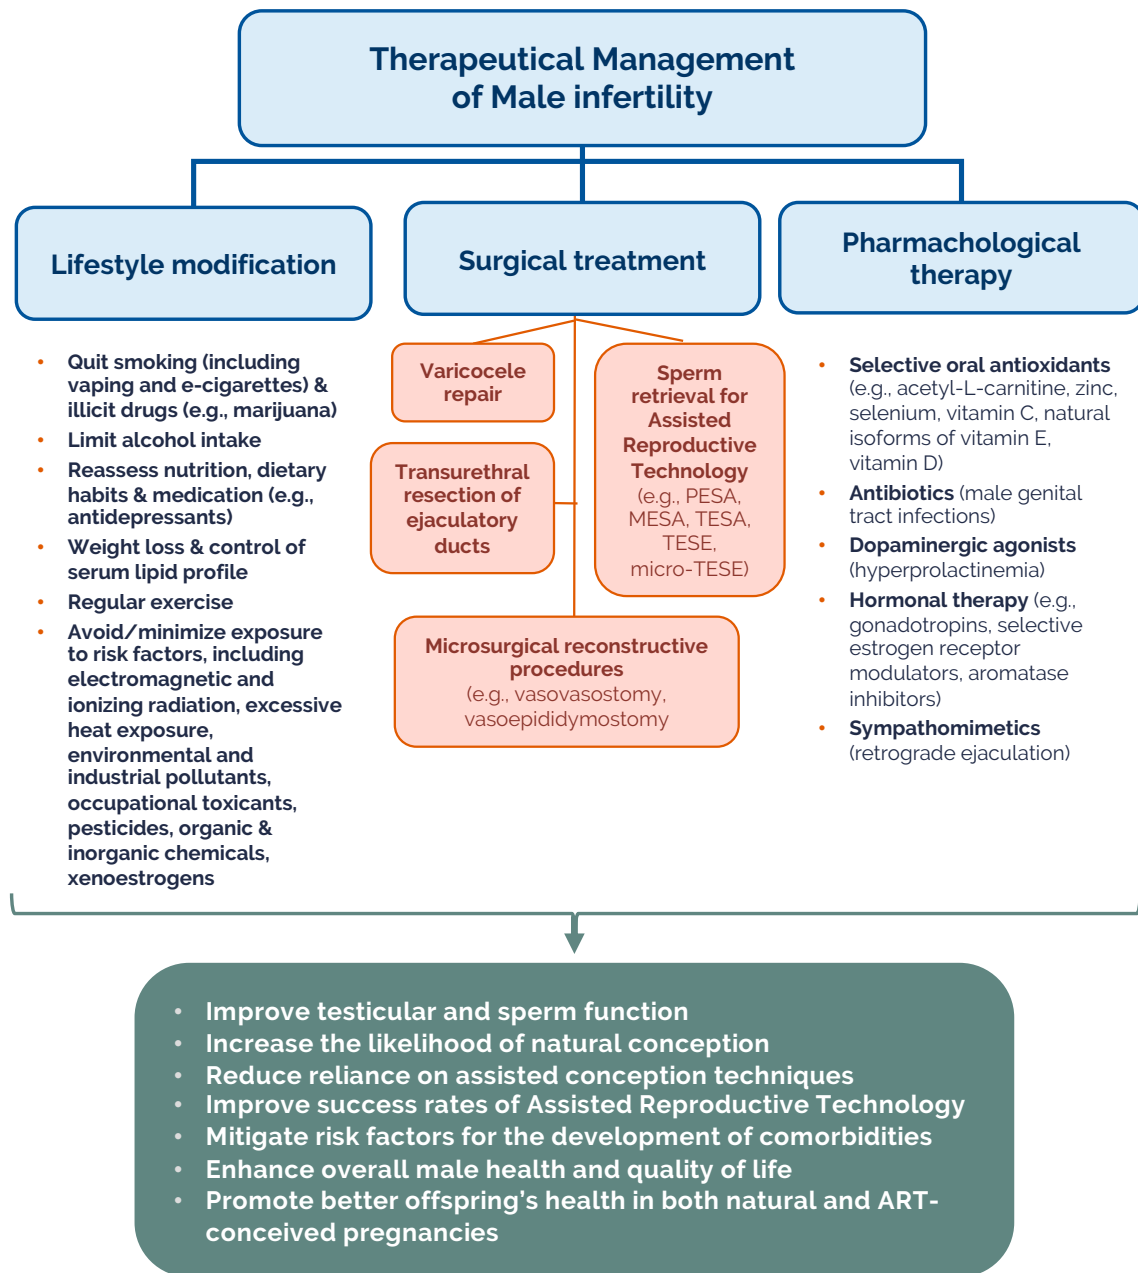 Therapeutical Management
of Male infertility
Lifestyle modification
Surgical treatment
Pharmachological
therapy
• Quit smoking (including
vaping and e-cigarettes) &
illicit drugs (e.g., marijuana)
• Limit alcohol intake
• Reassess nutrition, dietary
habits & medication (e.g.,
antidepressants)
• Weight loss & control of
serum lipid profile
• Regular exercise
• Avoid/minimize exposure
to risk factors, including
electromagnetic and
ionizing radiation, excessive
heat exposure,
environmental and
industrial pollutants,
occupational toxicants,
pesticides, organic &
inorganic chemicals,
xenoestrogens
Varicocele
repair
Transurethral
resection of
ejaculatory
ducts
Sperm
retrieval for
Assisted
Reproductive
Technology
(e.g., PESA,
MESA, TESA,
TESE,
micro-TESE)
Microsurgical reconstructive
procedures
(e.g., vasovasostomy,
vasoepididymostomy
• Selective oral antioxidants
(e.g., acetyl-L-carnitine, zinc,
selenium, vitamin C, natural
isoforms of vitamin E,
vitamin D)
• Antibiotics (male genital
tract infections)
• Dopaminergic agonists
(hyperprolactinemia)
• Hormonal therapy (e.g.,
gonadotropins, selective
estrogen receptor
modulators, aromatase
inhibitors)
• Sympathomimetics
(retrograde ejaculation)
• Improve testicular and sperm function
• Increase the likelihood of natural conception
• Reduce reliance on assisted conception techniques
• Improve success rates of Assisted Reproductive Technology
• Mitigate risk factors for the development of comorbidities
• Enhance overall male health and quality of life
• Promote better offspring’s health in both natural and ART-
conceived pregnancies